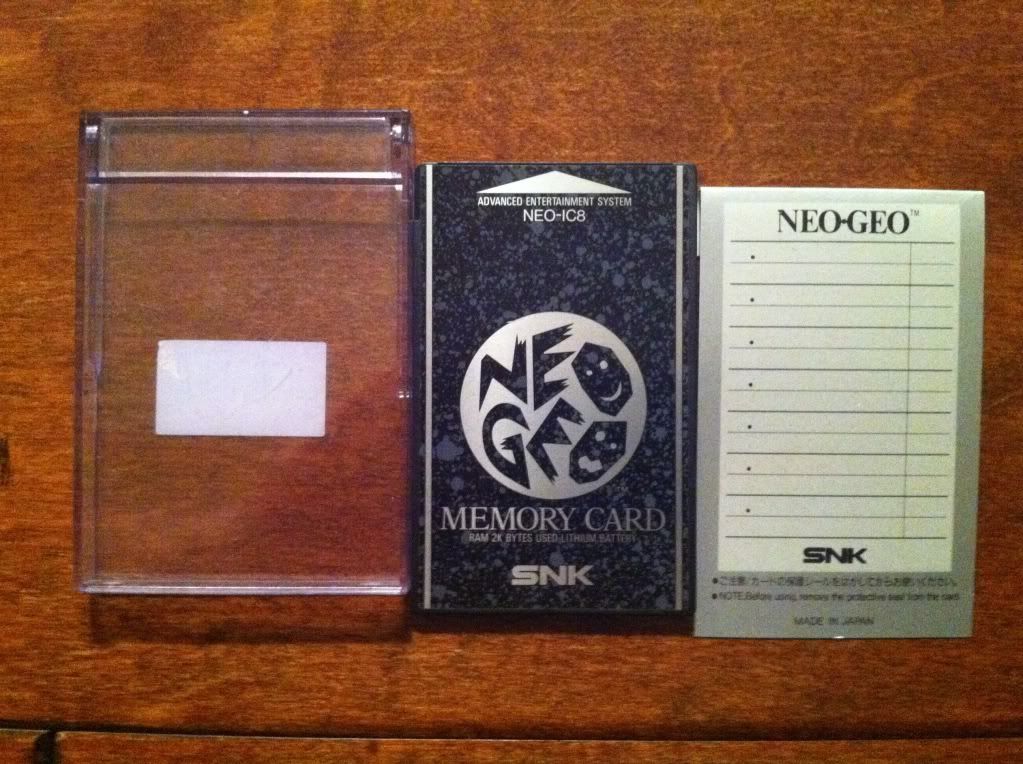 ADVANCED ENTERTAINMENT SYSTEM
NEO-IC8
NEO
GEO
MEMORY CARD
RAM 2K BYTES USED LITHIUM BATTERY
SNK
NEO•GEO™
SNK
●ご注意/カードの保護シールをはがしてからお使いください。
●NOTE,Before using, remove the protective seal from the card.
MADE IN JAPAN